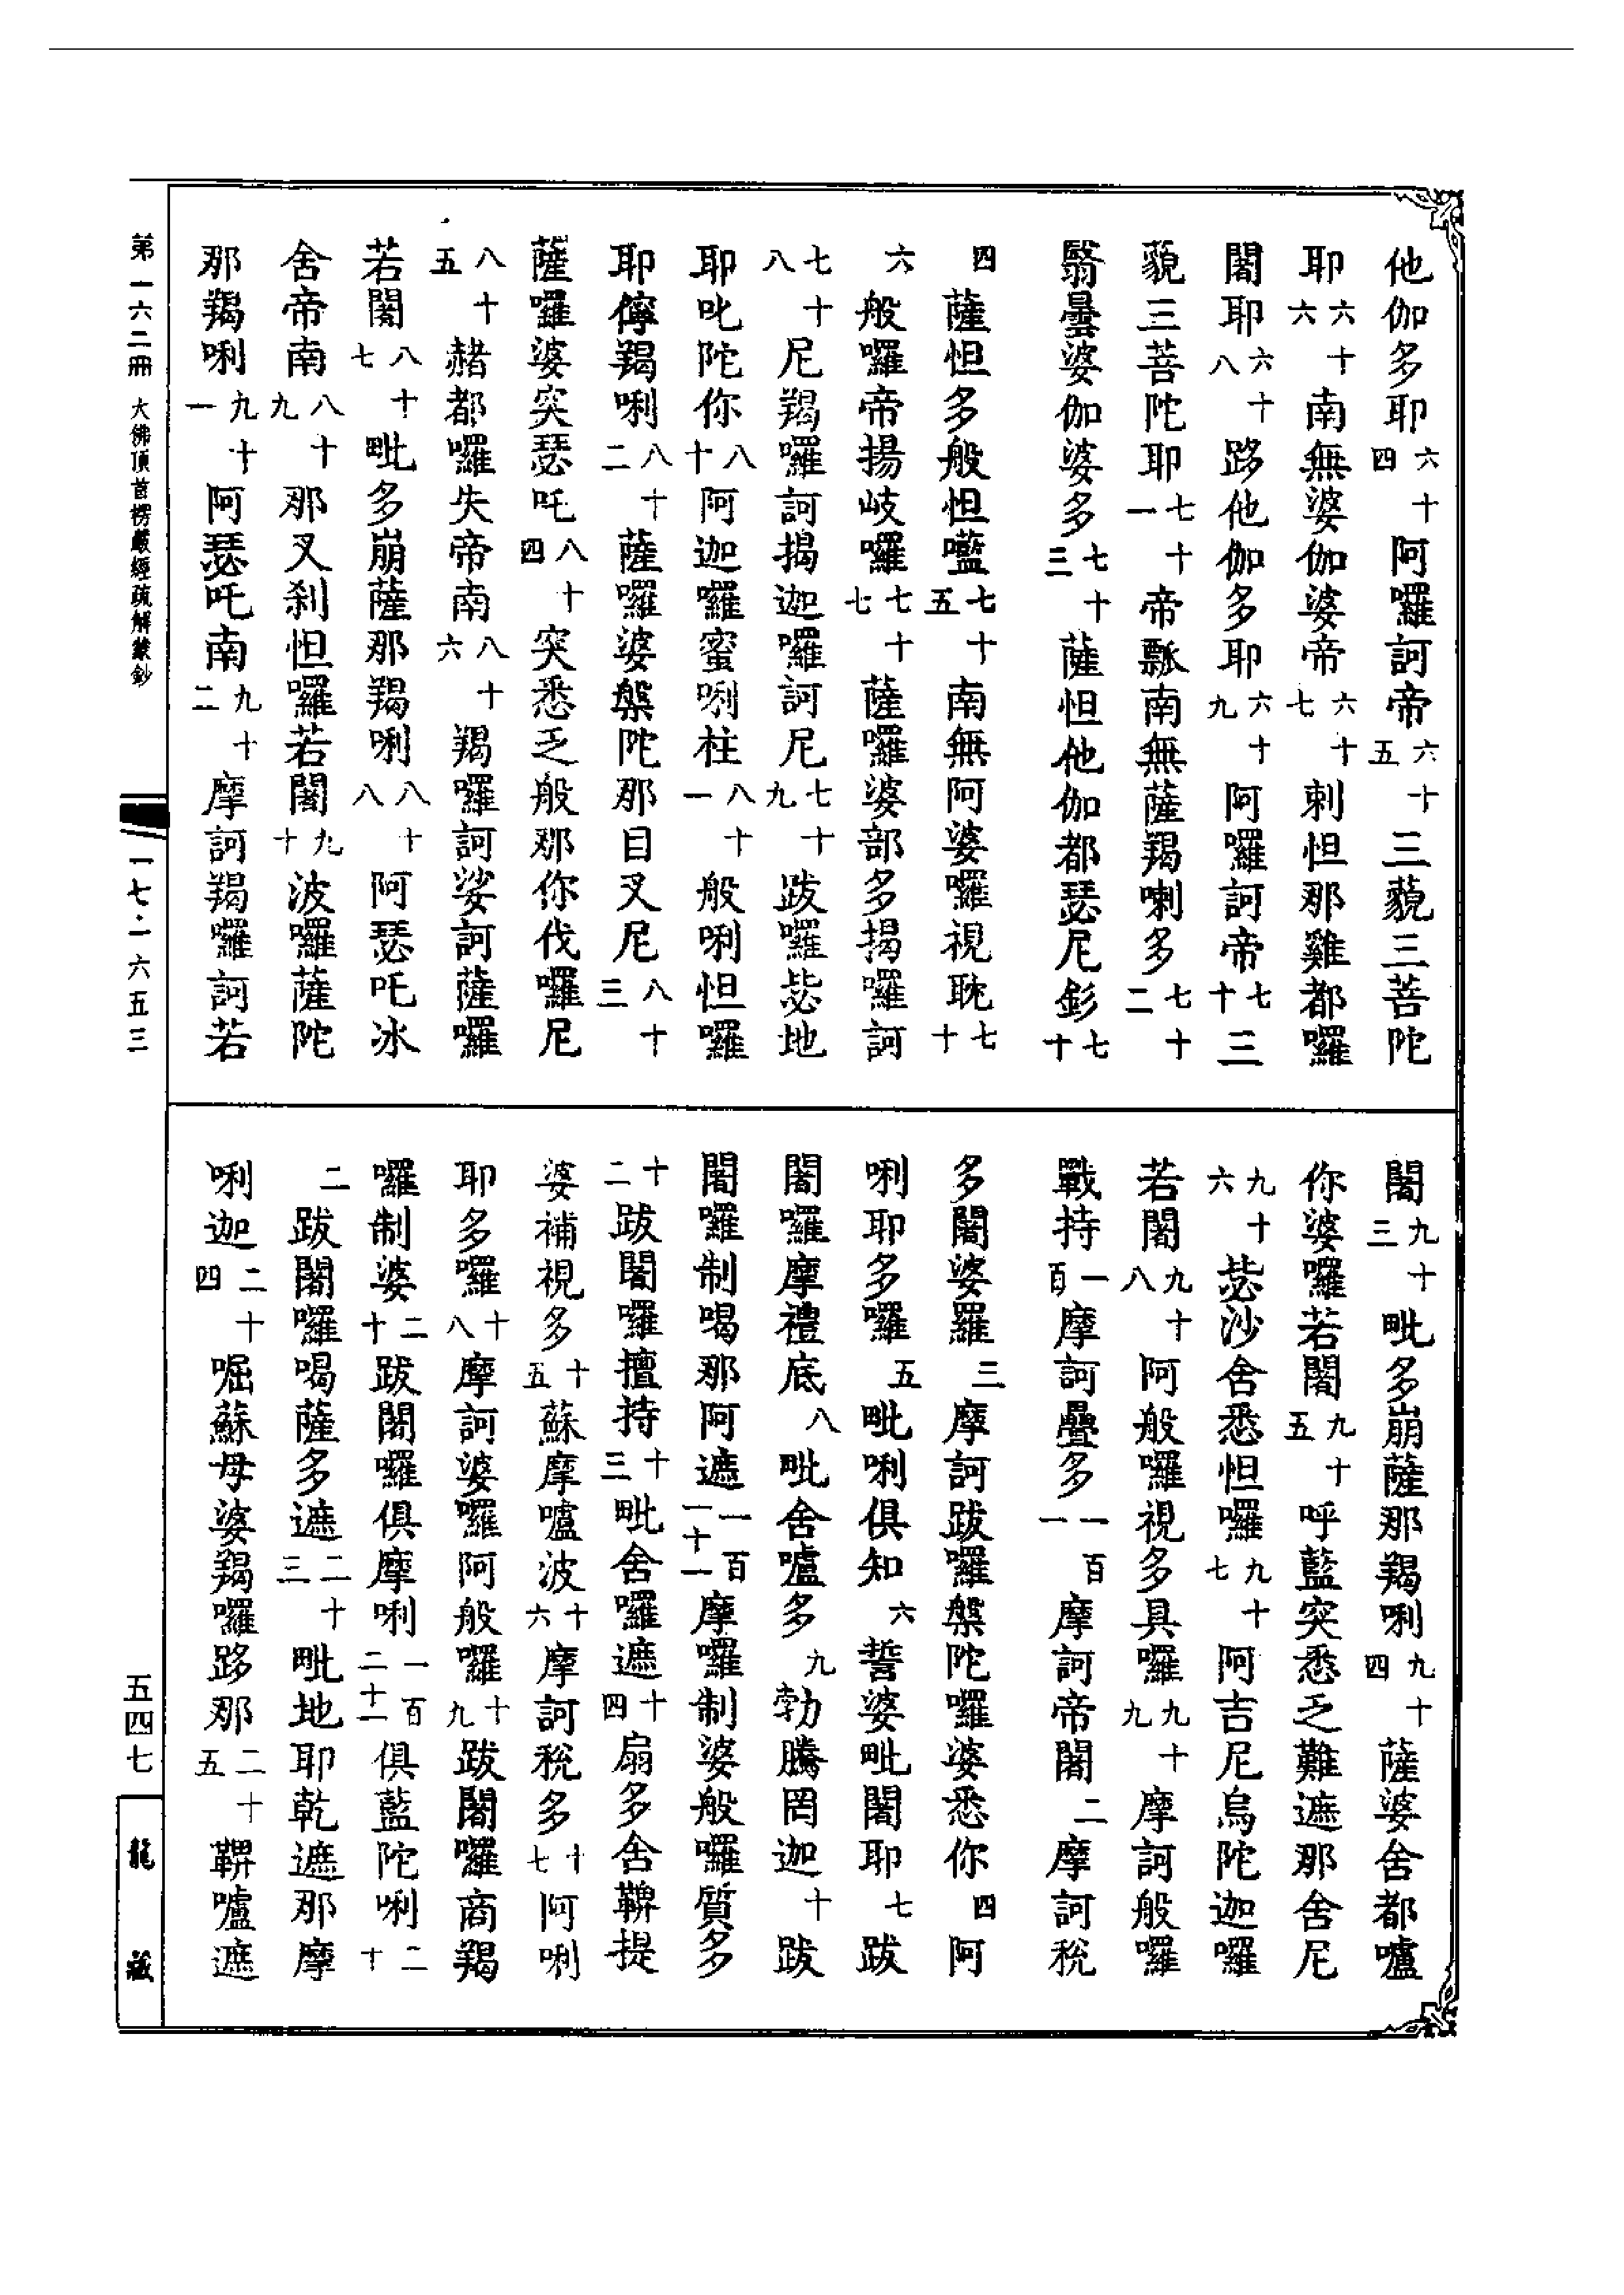 他伽多耶六十四阿囉訶帝六十五三藐三菩陀
耶六十六南無婆伽婆帝六十七刺怛那雞都囉
闍耶六十八跢他伽多耶六十九阿囉訶帝七十三
藐三菩陀耶七十一帝瓢南無薩羯喇多七十二
翳曇婆伽婆多七十三薩怛他伽都瑟尼釤七十
四薩怛多般怛㘕七十五南無阿婆囉視耽七十
六般囉帝揚岐囉七十七薩囉婆部多揭囉訶
七十八尼羯囉訶揭迦囉訶尼七十九跋囉毖地
耶叱陀你八十阿迦囉蜜唎柱八十一般唎怛囉
耶儜羯唎八十二薩囉婆槃陀那目叉尼八十三
薩囉婆突瑟吒八十四突悉乏般那你伐囉尼
八十五赭都囉失帝南八十六羯囉訶娑訶薩囉
若闍八十七毗多崩薩那羯唎八十八阿瑟吒冰
舍帝南八十九那叉剎怛囉若闍九十波囉薩陀
那羯唎九十一阿瑟吒南九十二摩訶羯囉訶若
闍九十三毗多崩薩那羯唎九十四薩婆舍都嚧
你婆囉若闍九十五呼藍突悉乏難遮那舍尼
九十六毖沙舍悉怛囉九十七阿吉尼烏陀迦囉
若闍九十八阿般囉視多具囉九十九摩訶般囉
戰持一百摩訶疊多一百一摩訶帝闍二摩訶稅
多闍婆羅三摩訶跋囉槃陀囉婆悉你四阿
唎耶多囉五毗唎俱知六誓婆毗闍耶七跋
闍囉摩禮底八毗舍嚧多九勃騰罔迦十跋
闍囉制喝那阿遮一百一十一摩囉制婆般囉質多
十二跋闍囉擅持十三毗舍囉遮十四扇多舍鞞提
婆補視多十五蘇摩嚧波十六摩訶稅多十七阿唎
耶多囉十八摩訶婆囉阿般囉十九跋闍囉商羯
囉制婆二十跋闍囉俱摩唎一百二十一俱藍陀唎二十
二跋闍囉喝薩多遮二十三毗地耶乾遮那摩
唎迦二十四啒蘇母婆羯囉跢那二十五鞞嚧遮
第一六二冊 大佛頂首楞嚴經疏解蒙鈔
一七·二六五三
五四七
龍藏